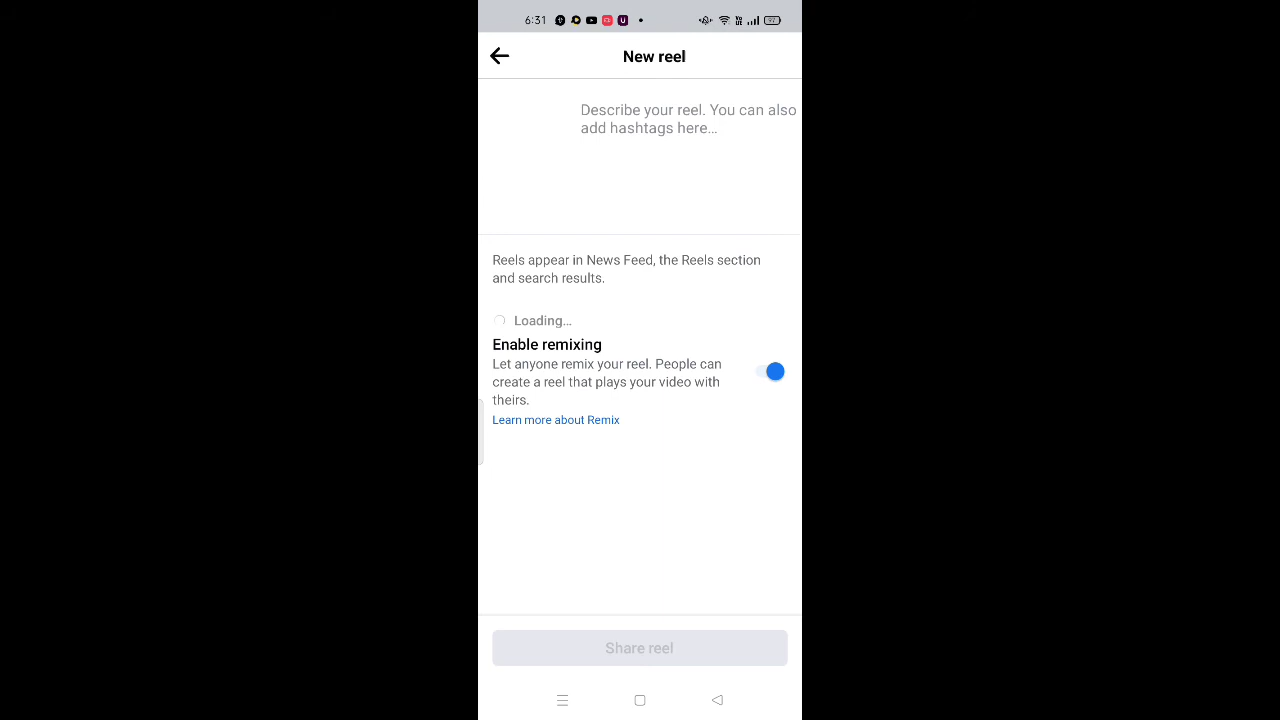 6:31
New reel
Describe your reel. You can also
add hashtags here...
Reels appear in News Feed, the Reels section
and search results.
Loading...
Enable remixing
Let anyone remix your reel. People can
create a reel that plays your video with
theirs.
Learn more about Remix
Share reel